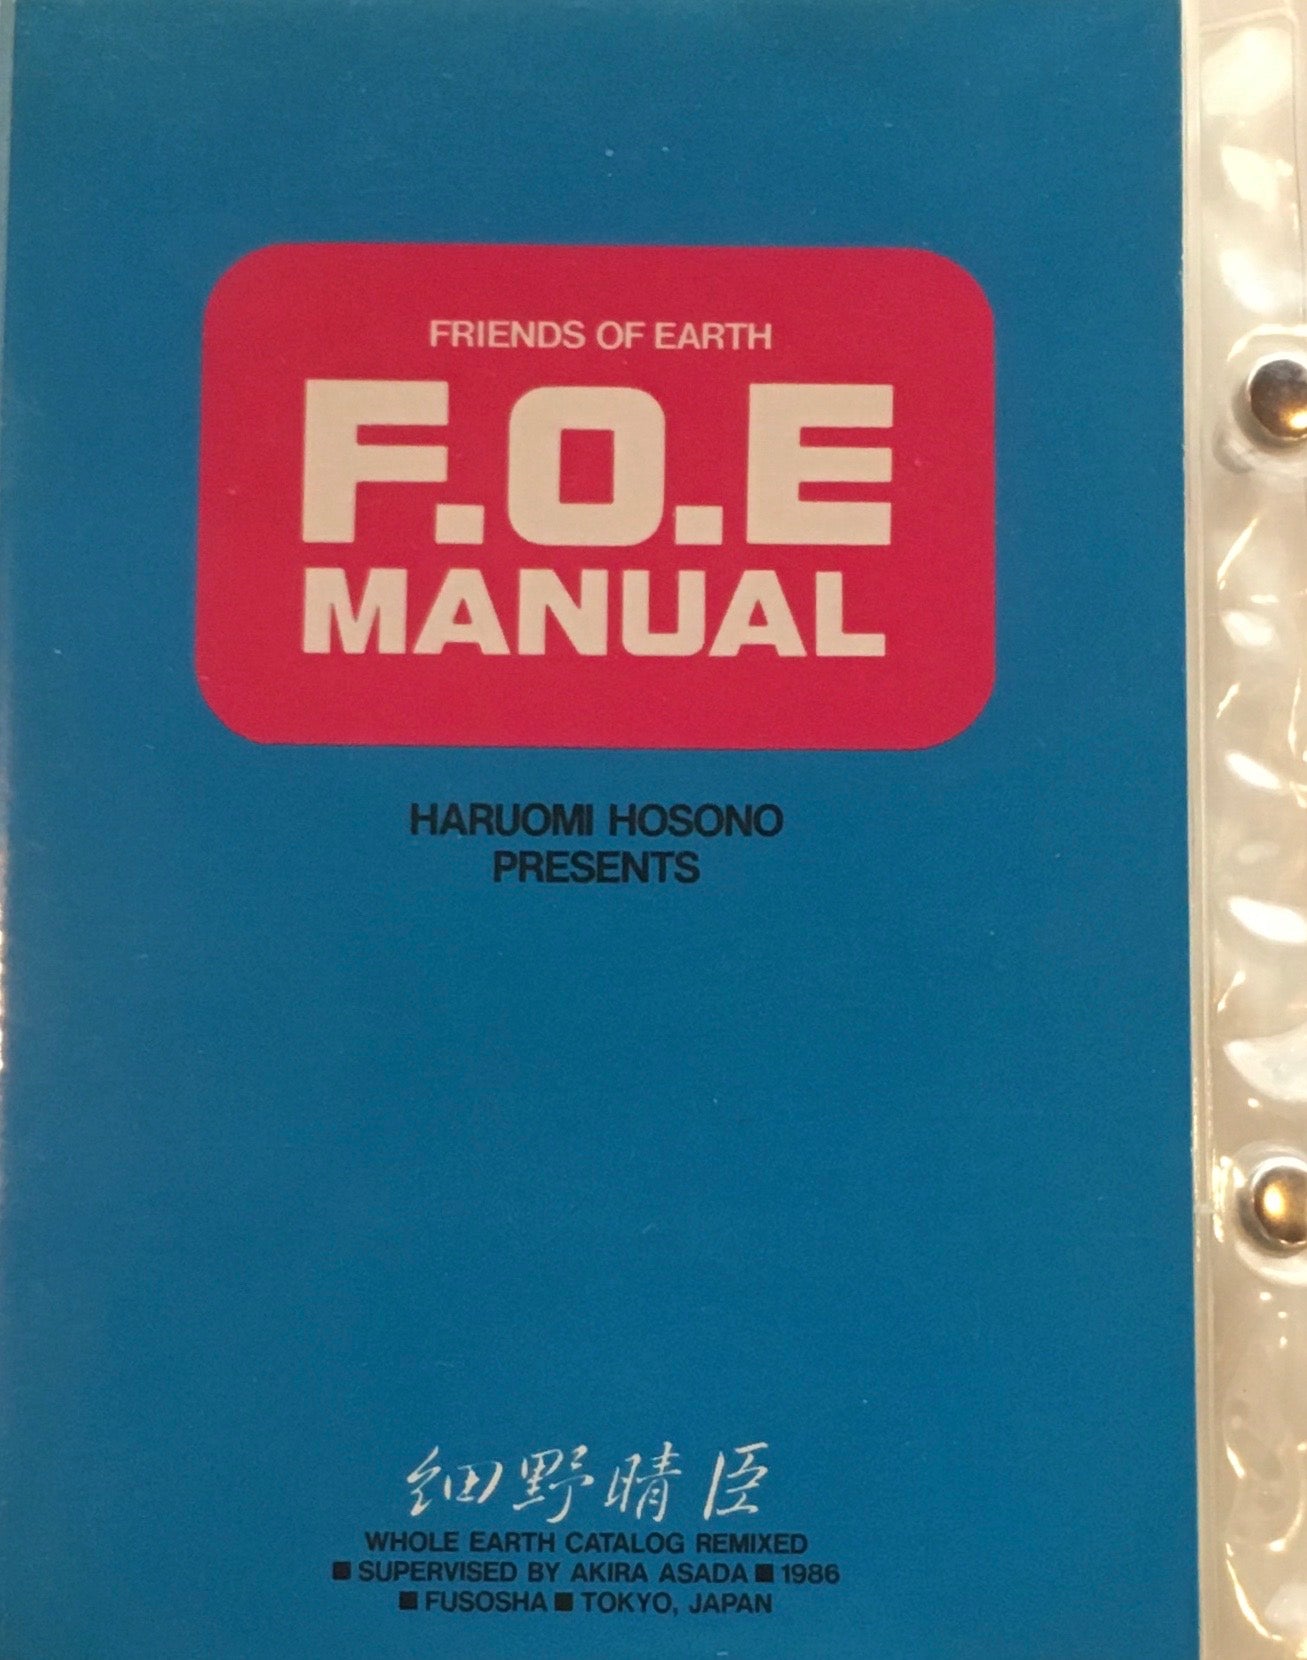 FRIENDS OF EARTH
F.O.E
MANUAL
HARUOMI HOSONO
PRESENTS
細野晴臣
WHOLE EARTH CATALOG REMIXED
■ SUPERVISED BY AKIRA ASADA ■ 1986
■ FUSOSHA ■ TOKYO, JAPAN